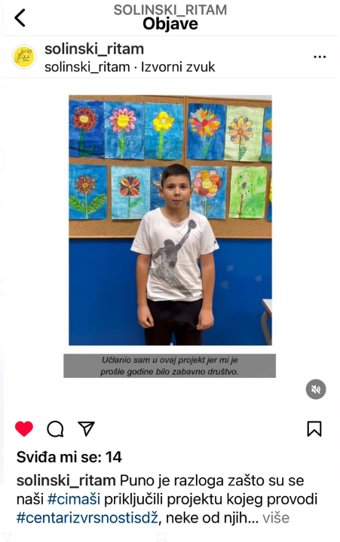 SOLINSKI_RITAM
Objave
solinski_ritam
solinski_ritam · Izvorni zvuk
Učlanio sam u ovaj projekt jer mi je
prošle godine bilo zabavno društvo.
Sviđa mi se: 14
solinski_ritam Puno je razloga zašto su se
naši #cimaši priključili projektu kojeg provodi
#centarizvrsnostisdž, neke od njih... više